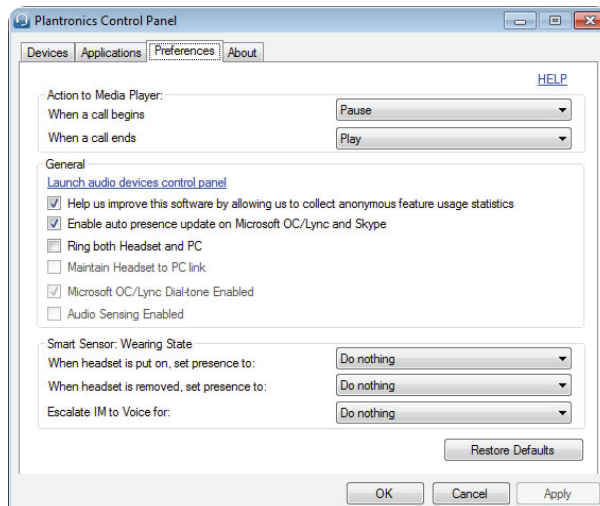 Plantronics Control Panel
Devices Applications Preferences About
HELP
Action to Media Player:
When a call begins Pause
When a call ends Play
General
Launch audio devices control panel
Help us improve this software by allowing us to collect anonymous feature usage statistics
Enable auto presence update on Microsoft OC/Lync and Skype
Ring both Headset and PC
Maintain Headset to PC link
Microsoft OC/Lync Dial-tone Enabled
Audio Sensing Enabled
Smart Sensor: Wearing State
When headset is put on, set presence to: Do nothing
When headset is removed, set presence to: Do nothing
Escalate IM to Voice for: Do nothing
Restore Defaults
OK Cancel Apply